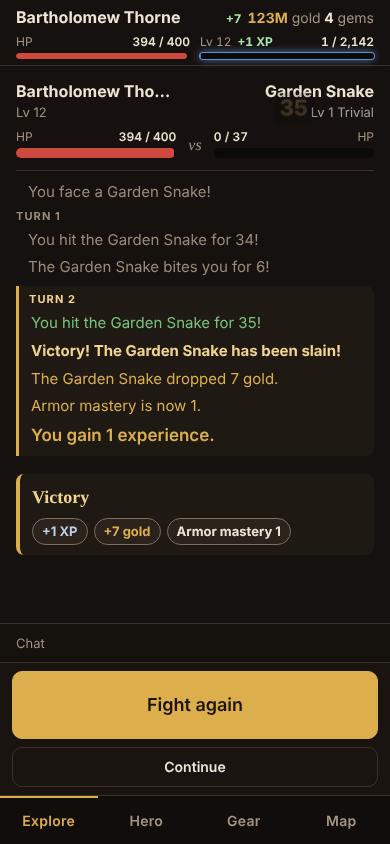 Bartholomew Thorne +7 123M gold 4 gems
HP 394 / 400 Lv 12 +1 XP 1 / 2,142
Bartholomew Tho... Garden Snake
Lv 12 35 Lv 1 Trivial
HP 394 / 400 vs 0 / 37 HP
You face a Garden Snake!
TURN 1
You hit the Garden Snake for 34!
The Garden Snake bites you for 6!
TURN 2
You hit the Garden Snake for 35!
Victory! The Garden Snake has been slain!
The Garden Snake dropped 7 gold.
Armor mastery is now 1.
You gain 1 experience.
Victory
+1 XP +7 gold Armor mastery 1
Chat
Fight again
Continue
Explore Hero Gear Map